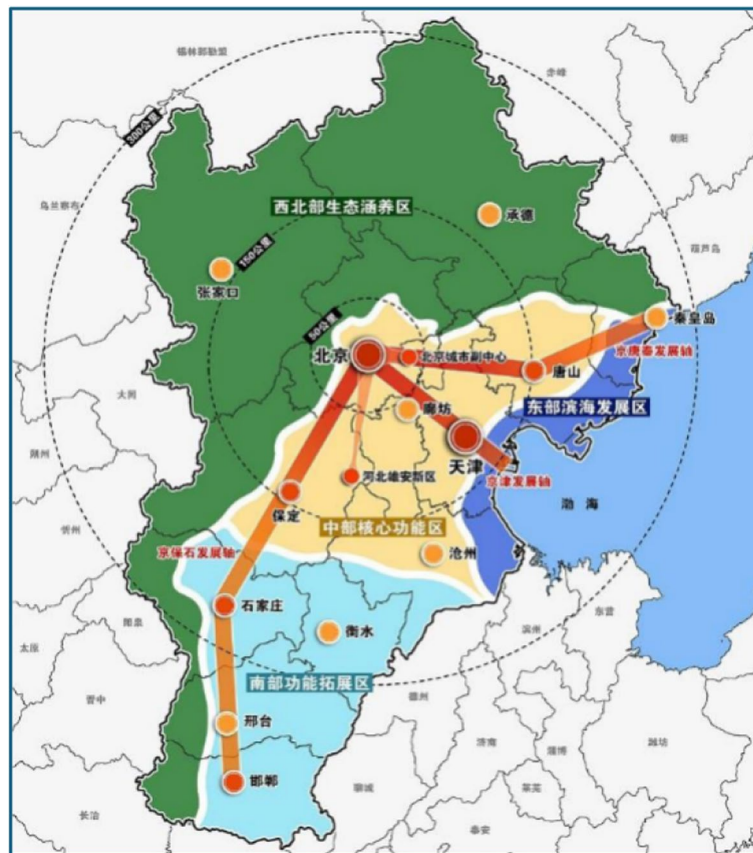 锡林郭勒盟
赤峰
300公里
朝阳
乌兰察布
西北部生态涵养区
承德
150公里
葫芦岛
张家口
50公里
秦皇岛
北京
北京城市副中心
京唐秦发展轴
唐山
大同
廊坊
东部滨海发展区
天津
朔州
河北雄安新区
京津发展轴
保定
渤海
中部核心功能区
忻州
沧州
京保石发展轴
石家庄
东营
滨州
阳泉
衡水
太原
南部功能拓展区
德州
晋中
邢台
济南
淄博
潍坊
邯郸
聊城
莱芜
长治
泰安